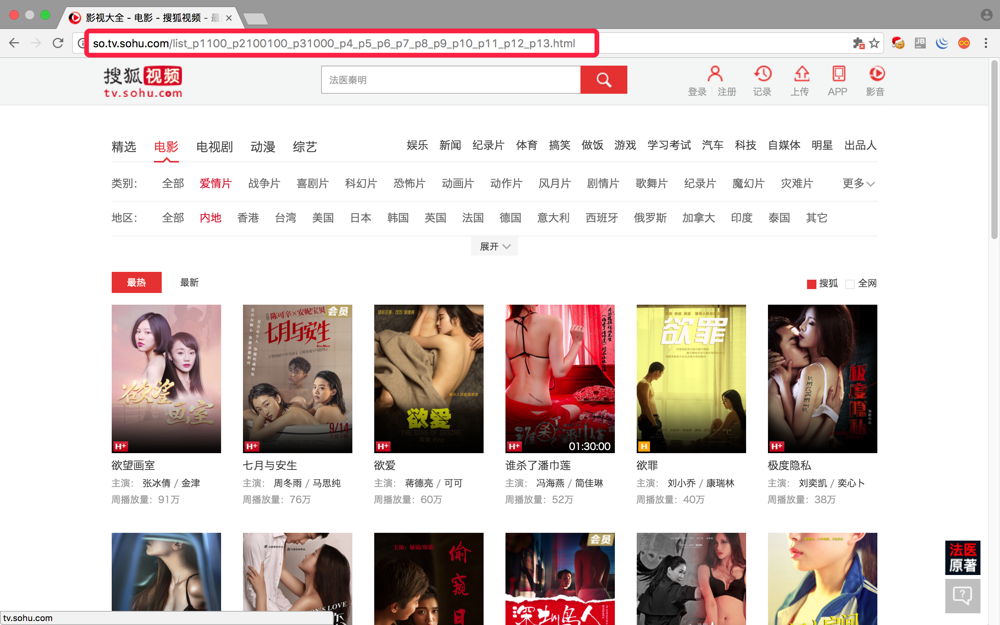 影视大全 - 电影 - 搜狐视频 - 最
so.tv.sohu.com/list_p1100_p2100100_p31000_p4_p5_p6_p7_p8_p9_p10_p11_p12_p13.html
搜狐视频
tv.sohu.com
法医秦明
登录 注册 记录 上传 APP 影音
精选 电影 电视剧 动漫 综艺 娱乐 新闻 纪录片 体育 搞笑 做饭 游戏 学习考试 汽车 科技 自媒体 明星 出品人
类别： 全部 爱情片 战争片 喜剧片 科幻片 恐怖片 动画片 动作片 风月片 剧情片 歌舞片 纪录片 魔幻片 灾难片 更多
地区： 全部 内地 香港 台湾 美国 日本 韩国 英国 法国 德国 意大利 西班牙 俄罗斯 加拿大 印度 泰国 其它
展开
最热 最新 搜狐 全网
欲望画室
H+
陈可辛×安妮宝贝
会员
七月与安生
SOULMATE
9/14
H+
欲爱
THE SINS OF DESIRE
导演:King
H+
谁杀了潘巾莲
H+
01:30:00
欲罪
H
SECRETS
极度隐私
海歌作品
H+
欲望画室 七月与安生 欲爱 谁杀了潘巾莲 欲罪 极度隐私
主演： 张冰倩 / 金津 主演： 周冬雨 / 马思纯 主演： 蒋德亮 / 可可 主演： 冯海燕 / 简佳琳 主演： 刘小乔 / 康瑞林 主演： 刘奕凯 / 奕心卜
周播放量：91万 周播放量：76万 周播放量：60万 周播放量：52万 周播放量：40万 周播放量：38万
主演：敏镐/郑爱
偷窥日
会员
深圳鸟人
法医
原著
tv.sohu.com